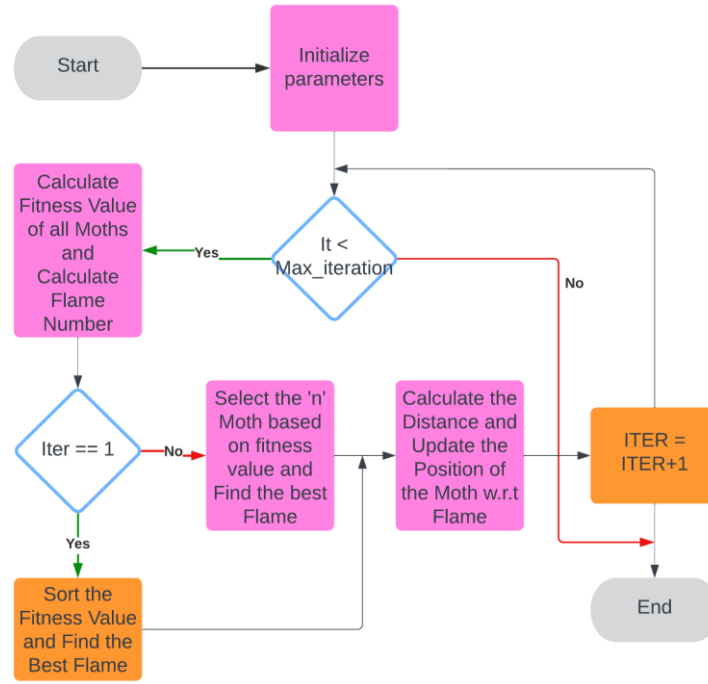 Start
Initialize
parameters
It <
Max_iteration
Yes
No
Calculate
Fitness Value
of all Moths
and
Calculate
Flame
Number
Iter == 1
No
Yes
Select the 'n'
Moth based
on fitness
value and
Find the best
Flame
Calculate the
Distance and
Update the
Position of
the Moth w.r.t
Flame
ITER =
ITER+1
Sort the
Fitness Value
and Find the
Best Flame
End